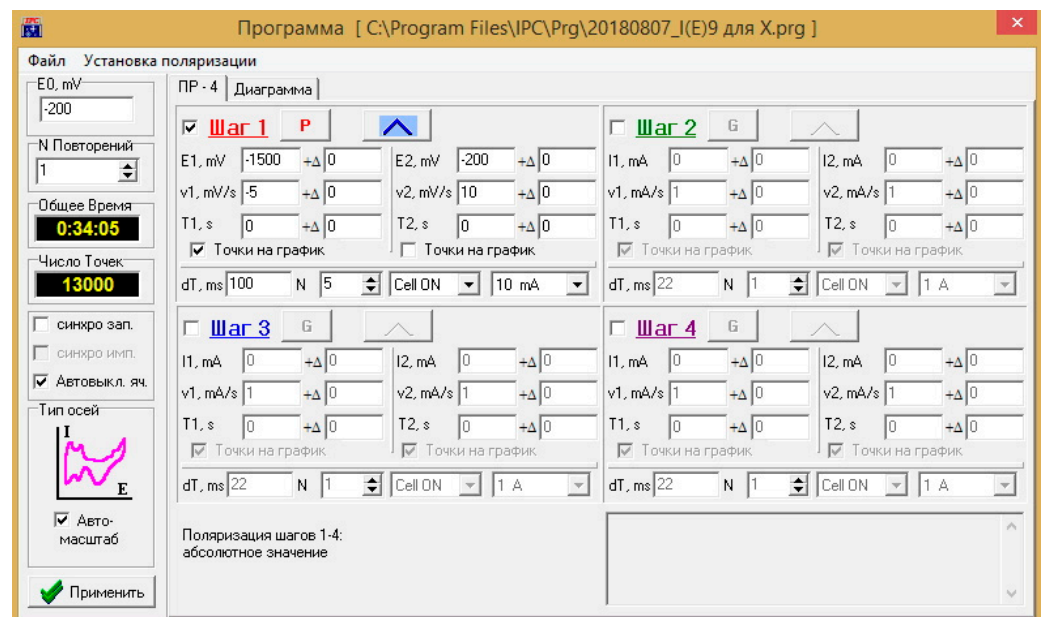 IPC
Программа [ C:\Program Files\IPC\Prg\20180807_I(E)9 для X.prg ]
Файл Установка поляризации
E0, mV
-200
N Повторений
1
Общее Время
0:34:05
Число Точек
13000
синхро зап.
синхро имп.
Автовыкл. яч.
Тип осей
I
E
Авто-
масштаб
Применить
ПР - 4 Диаграмма
Шаг 1 P
E1, mV -1500 +Δ 0 E2, mV -200 +Δ 0
v1, mV/s -5 +Δ 0 v2, mV/s 10 +Δ 0
T1, s 0 +Δ 0 T2, s 0 +Δ 0
Точки на график Точки на график
dT, ms 100 N 5 Cell ON 10 mA
Шаг 2 G
I1, mA 0 +Δ 0 I2, mA 0 +Δ 0
v1, mA/s 1 +Δ 0 v2, mA/s 1 +Δ 0
T1, s 0 +Δ 0 T2, s 0 +Δ 0
Точки на график Точки на график
dT, ms 22 N 1 Cell ON 1 A
Шаг 3 G
I1, mA 0 +Δ 0 I2, mA 0 +Δ 0
v1, mA/s 1 +Δ 0 v2, mA/s 1 +Δ 0
T1, s 0 +Δ 0 T2, s 0 +Δ 0
Точки на график Точки на график
dT, ms 22 N 1 Cell ON 1 A
Шаг 4 G
I1, mA 0 +Δ 0 I2, mA 0 +Δ 0
v1, mA/s 1 +Δ 0 v2, mA/s 1 +Δ 0
T1, s 0 +Δ 0 T2, s 0 +Δ 0
Точки на график Точки на график
dT, ms 22 N 1 Cell ON 1 A
Поляризация шагов 1-4:
абсолютное значение